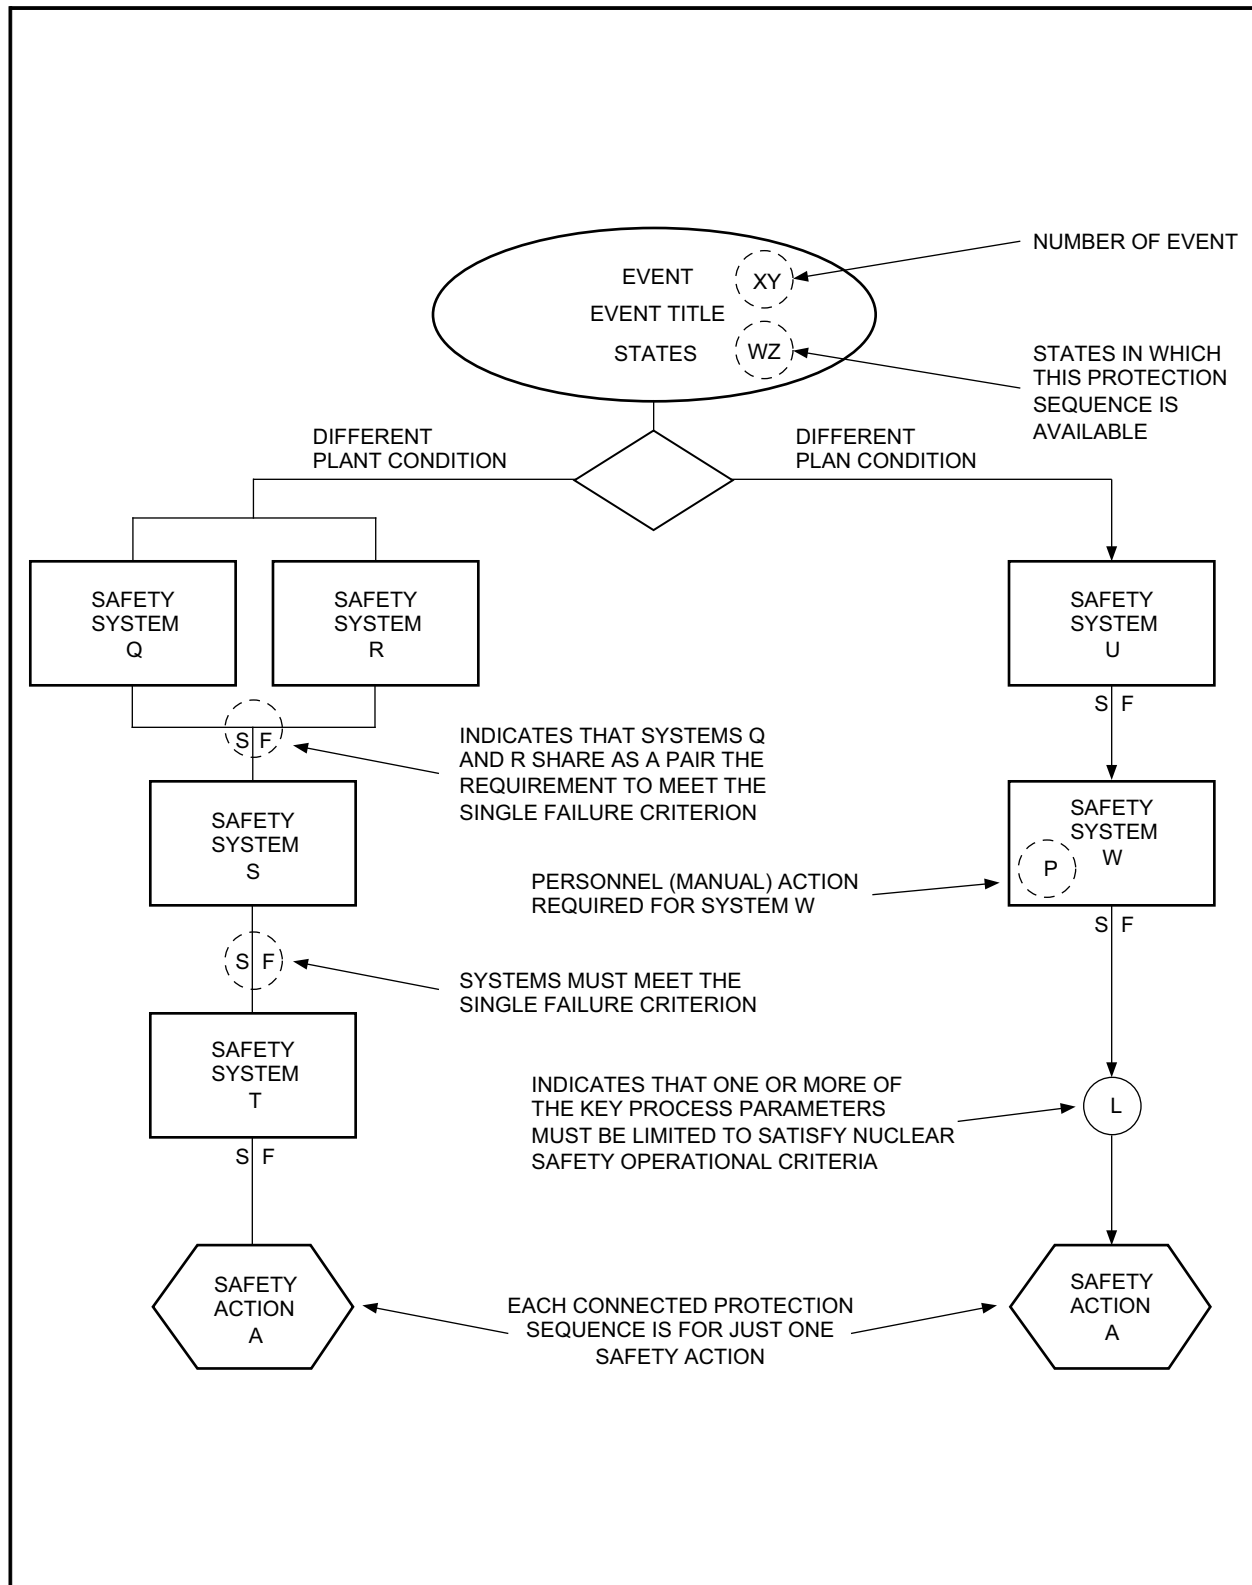 NUMBER OF EVENT
EVENT XY
EVENT TITLE
STATES WZ
STATES IN WHICH
THIS PROTECTION
SEQUENCE IS
AVAILABLE
DIFFERENT
PLANT CONDITION
DIFFERENT
PLAN CONDITION
SAFETY
SYSTEM
Q
SAFETY
SYSTEM
R
SAFETY
SYSTEM
U
S F
S F
INDICATES THAT SYSTEMS Q
AND R SHARE AS A PAIR THE
REQUIREMENT TO MEET THE
SINGLE FAILURE CRITERION
SAFETY
SYSTEM
S
SAFETY
SYSTEM
W
P
PERSONNEL (MANUAL) ACTION
REQUIRED FOR SYSTEM W
S F
S F
SYSTEMS MUST MEET THE
SINGLE FAILURE CRITERION
SAFETY
SYSTEM
T
INDICATES THAT ONE OR MORE OF
THE KEY PROCESS PARAMETERS
MUST BE LIMITED TO SATISFY NUCLEAR
SAFETY OPERATIONAL CRITERIA
L
S F
SAFETY
ACTION
A
EACH CONNECTED PROTECTION
SEQUENCE IS FOR JUST ONE
SAFETY ACTION
SAFETY
ACTION
A